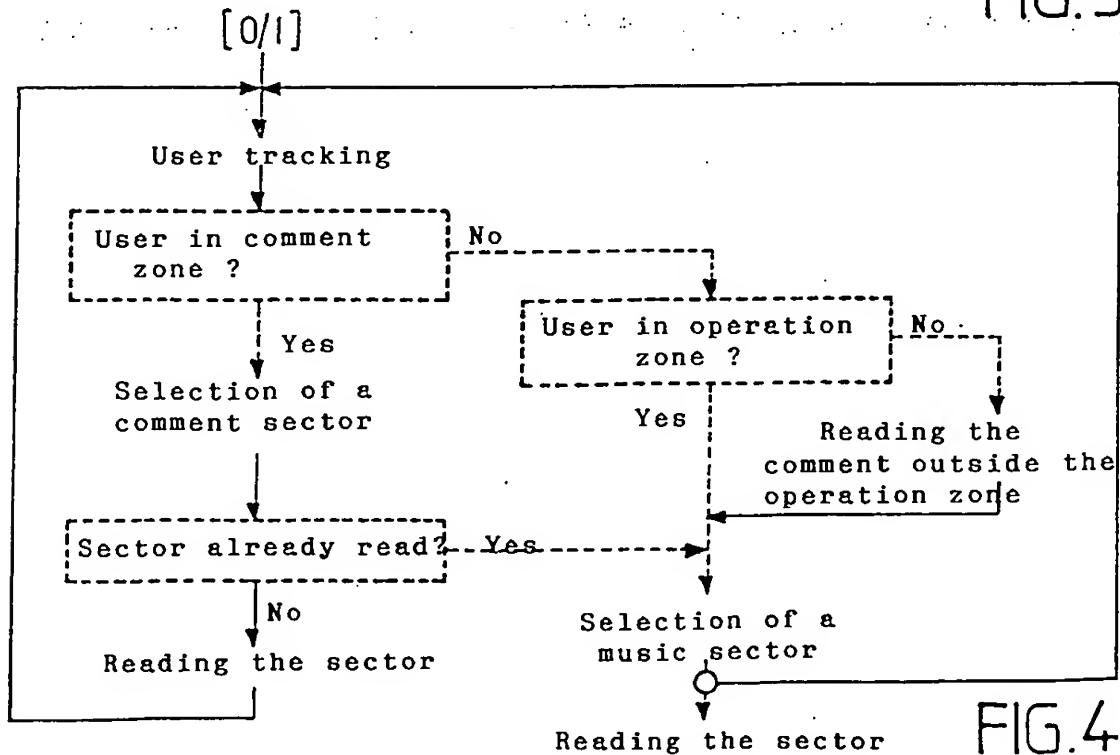 FIG.
[0/1]
User tracking
User in comment
zone ?
No
User in operation
zone ?
No
Yes
Selection of a
comment sector
Yes
Reading the
comment outside the
operation zone
Sector already read?
Yes
No
Reading the sector
Selection of a
music sector
Reading the sector
FIG.4